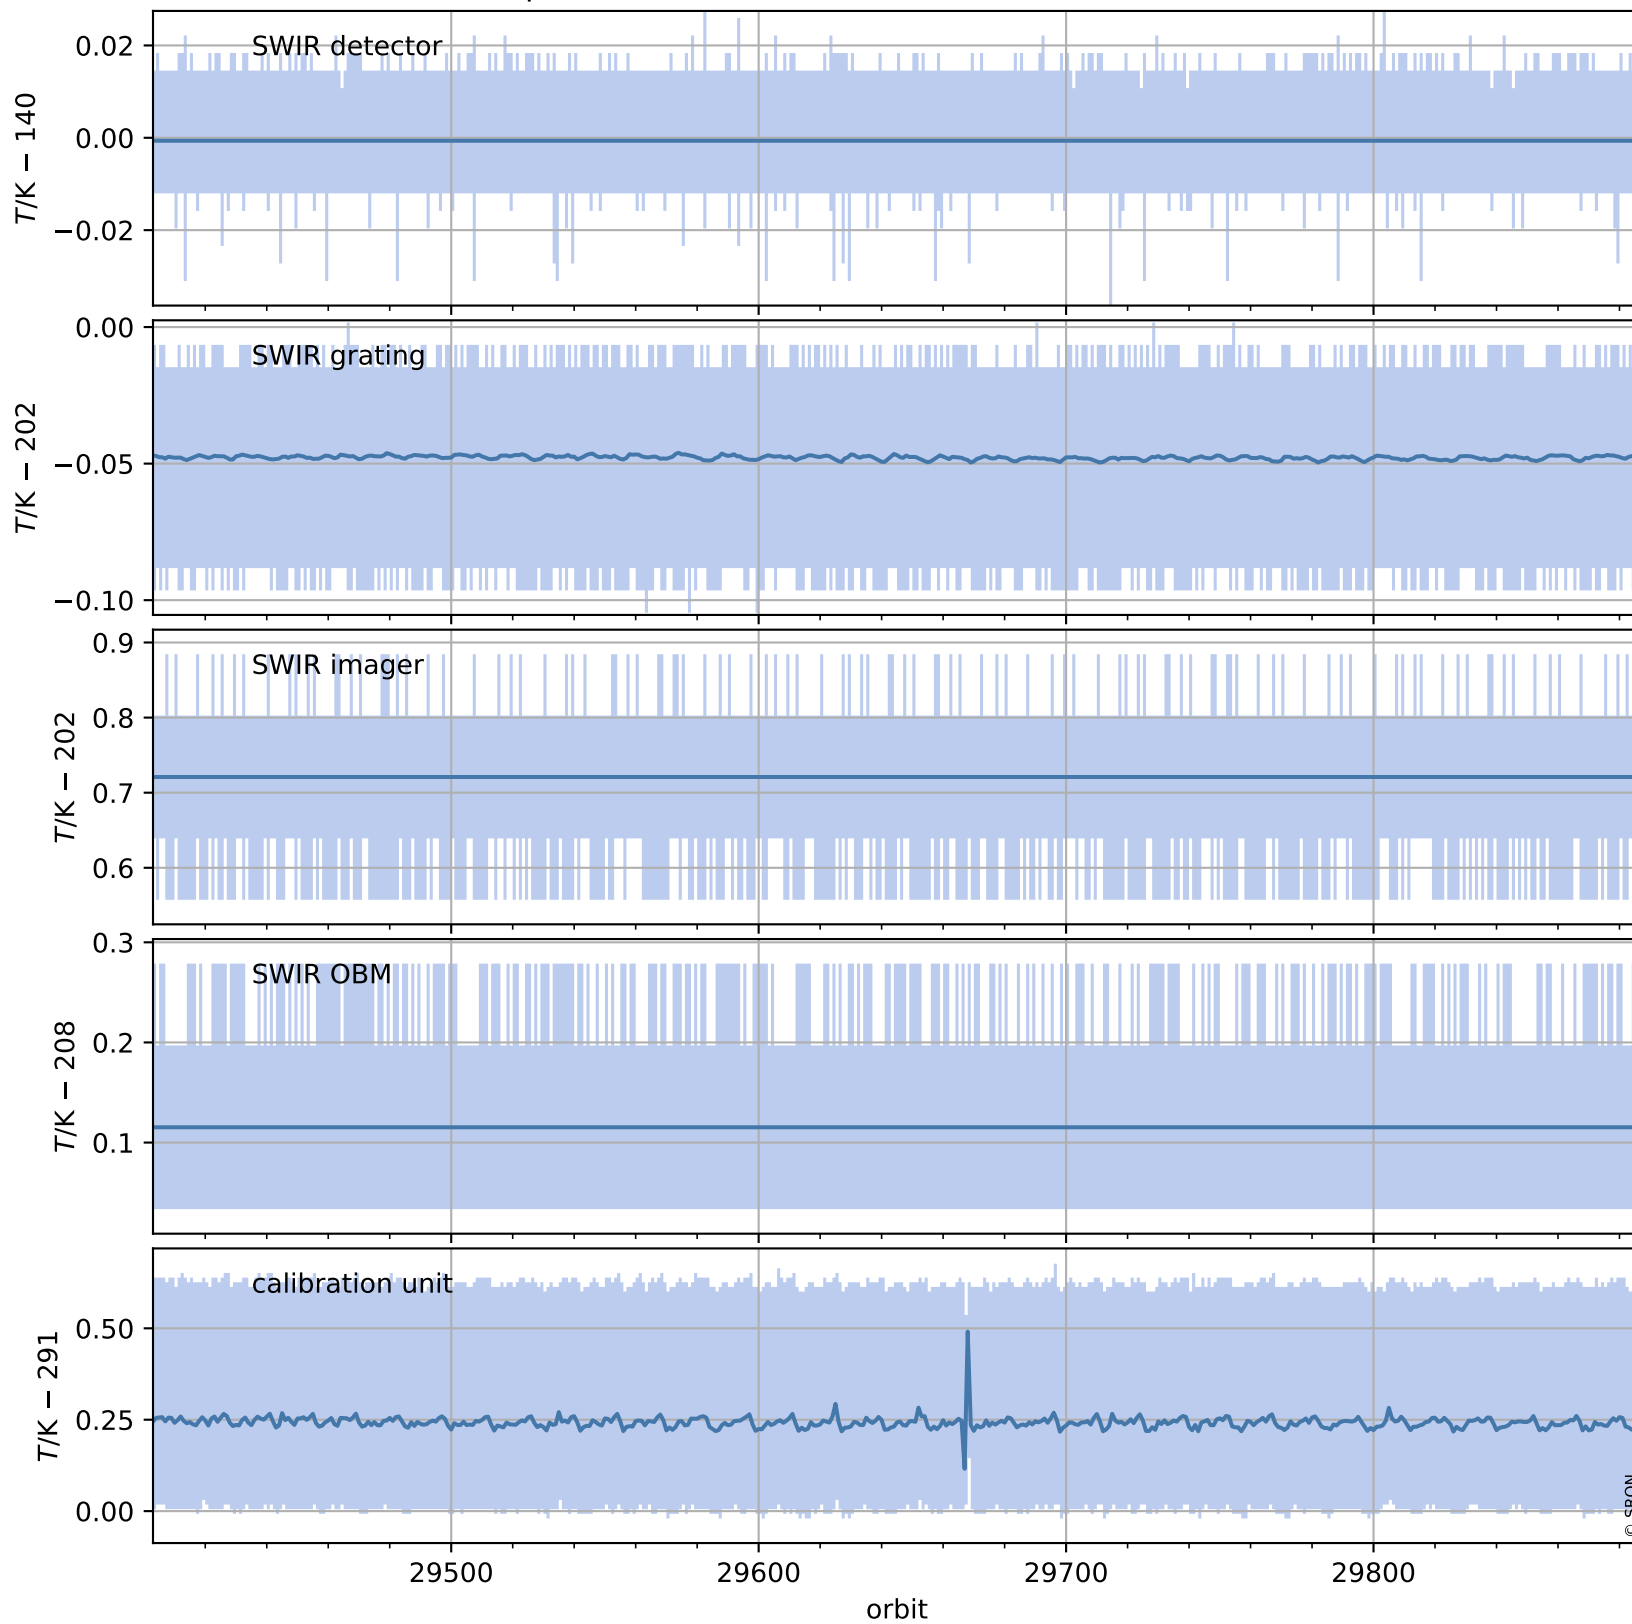 SWIR detector
0.02
0.00
−0.02
T/K − 140
SWIR grating
0.00
−0.05
−0.10
T/K − 202
SWIR imager
0.9
0.8
0.7
0.6
T/K − 202
SWIR OBM
0.3
0.2
0.1
T/K − 208
calibration unit
0.50
0.25
0.00
T/K − 291
29500 29600 29700 29800
orbit
© SRON